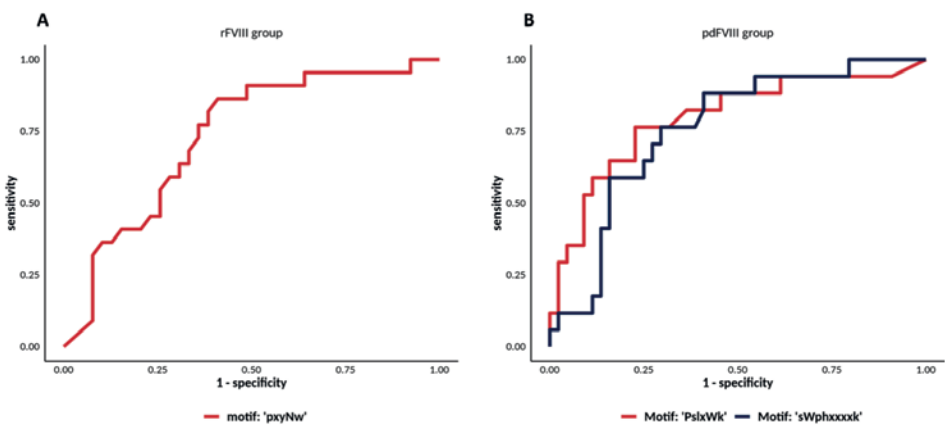 A
rFVIII group
1.00
0.75
0.50
0.25
0.00
sensitivity
0.00 0.25 0.50 0.75 1.00
1 - specificity
motif: 'pxyNw'
B
pdFVIII group
1.00
0.75
0.50
0.25
0.00
sensitivity
0.00 0.25 0.50 0.75 1.00
1 - specificity
Motif: 'PslxWk' Motif: 'sWphxxxxk'